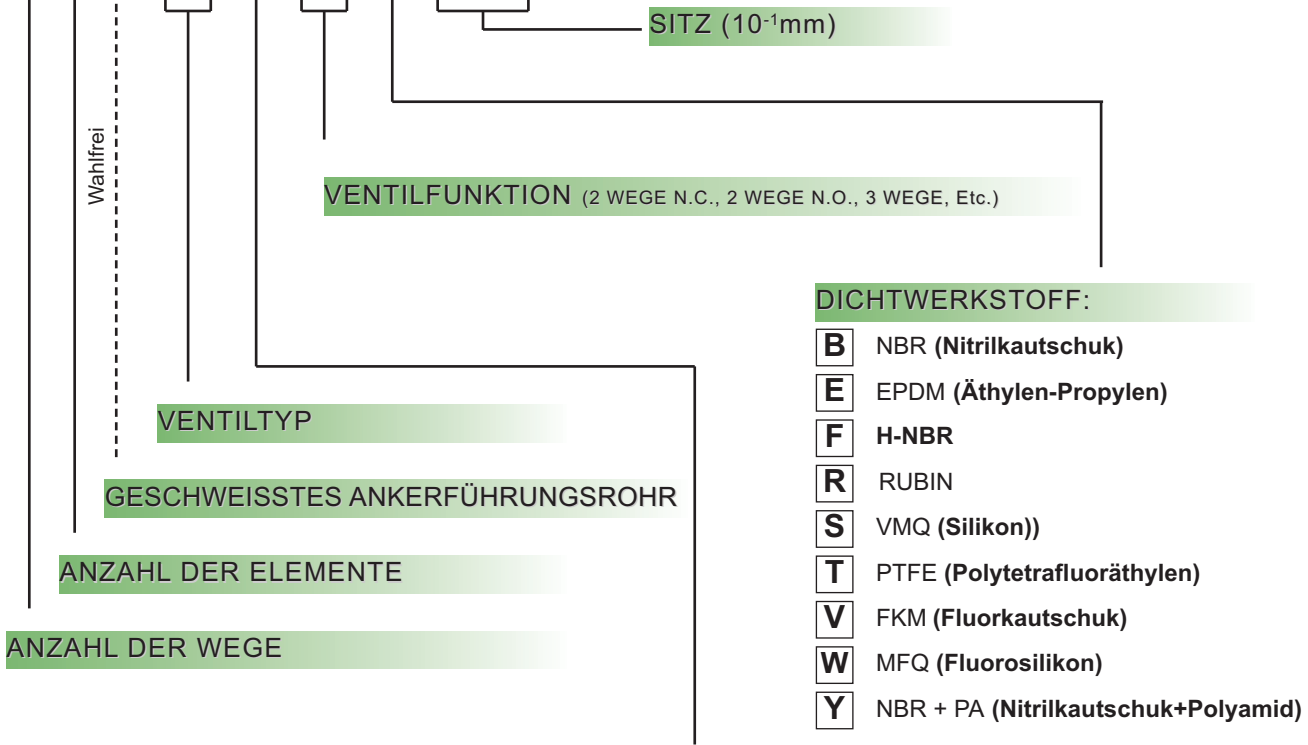 SITZ (10⁻¹mm)
Wahlfrei
VENTILFUNKTION (2 WEGE N.C., 2 WEGE N.O., 3 WEGE, Etc.)
DICHTWERKSTOFF:
B NBR (Nitrilkautschuk)
E EPDM (Äthylen-Propylen)
F H-NBR
R RUBIN
S VMQ (Silikon))
T PTFE (Polytetrafluoräthylen)
V FKM (Fluorkautschuk)
W MFQ (Fluorosilikon)
Y NBR + PA (Nitrilkautschuk+Polyamid)
VENTILTYP
GESCHWEISSTES ANKERFÜHRUNGSROHR
ANZAHL DER ELEMENTE
ANZAHL DER WEGE